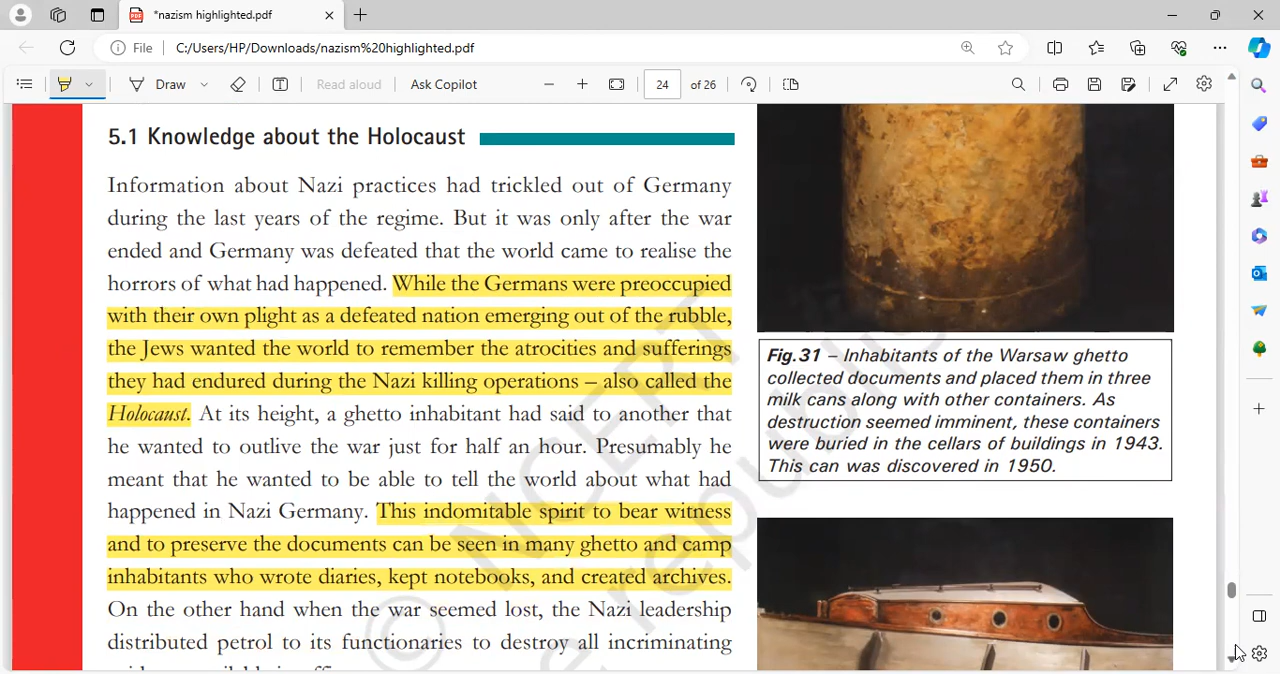 *nazism highlighted.pdf
File
C:/Users/HP/Downloads/nazism%20highlighted.pdf
Draw
Read aloud
Ask Copilot
24
of 26
5.1 Knowledge about the Holocaust
Information about Nazi practices had trickled out of Germany
during the last years of the regime. But it was only after the war
ended and Germany was defeated that the world came to realise the
horrors of what had happened. While the Germans were preoccupied
with their own plight as a defeated nation emerging out of the rubble,
the Jews wanted the world to remember the atrocities and sufferings
they had endured during the Nazi killing operations – also called the
Holocaust. At its height, a ghetto inhabitant had said to another that
he wanted to outlive the war just for half an hour. Presumably he
meant that he wanted to be able to tell the world about what had
happened in Nazi Germany. This indomitable spirit to bear witness
and to preserve the documents can be seen in many ghetto and camp
inhabitants who wrote diaries, kept notebooks, and created archives.
On the other hand when the war seemed lost, the Nazi leadership
distributed petrol to its functionaries to destroy all incriminating
Fig.31 – Inhabitants of the Warsaw ghetto
collected documents and placed them in three
milk cans along with other containers. As
destruction seemed imminent, these containers
were buried in the cellars of buildings in 1943.
This can was discovered in 1950.
© NCERT
be republi